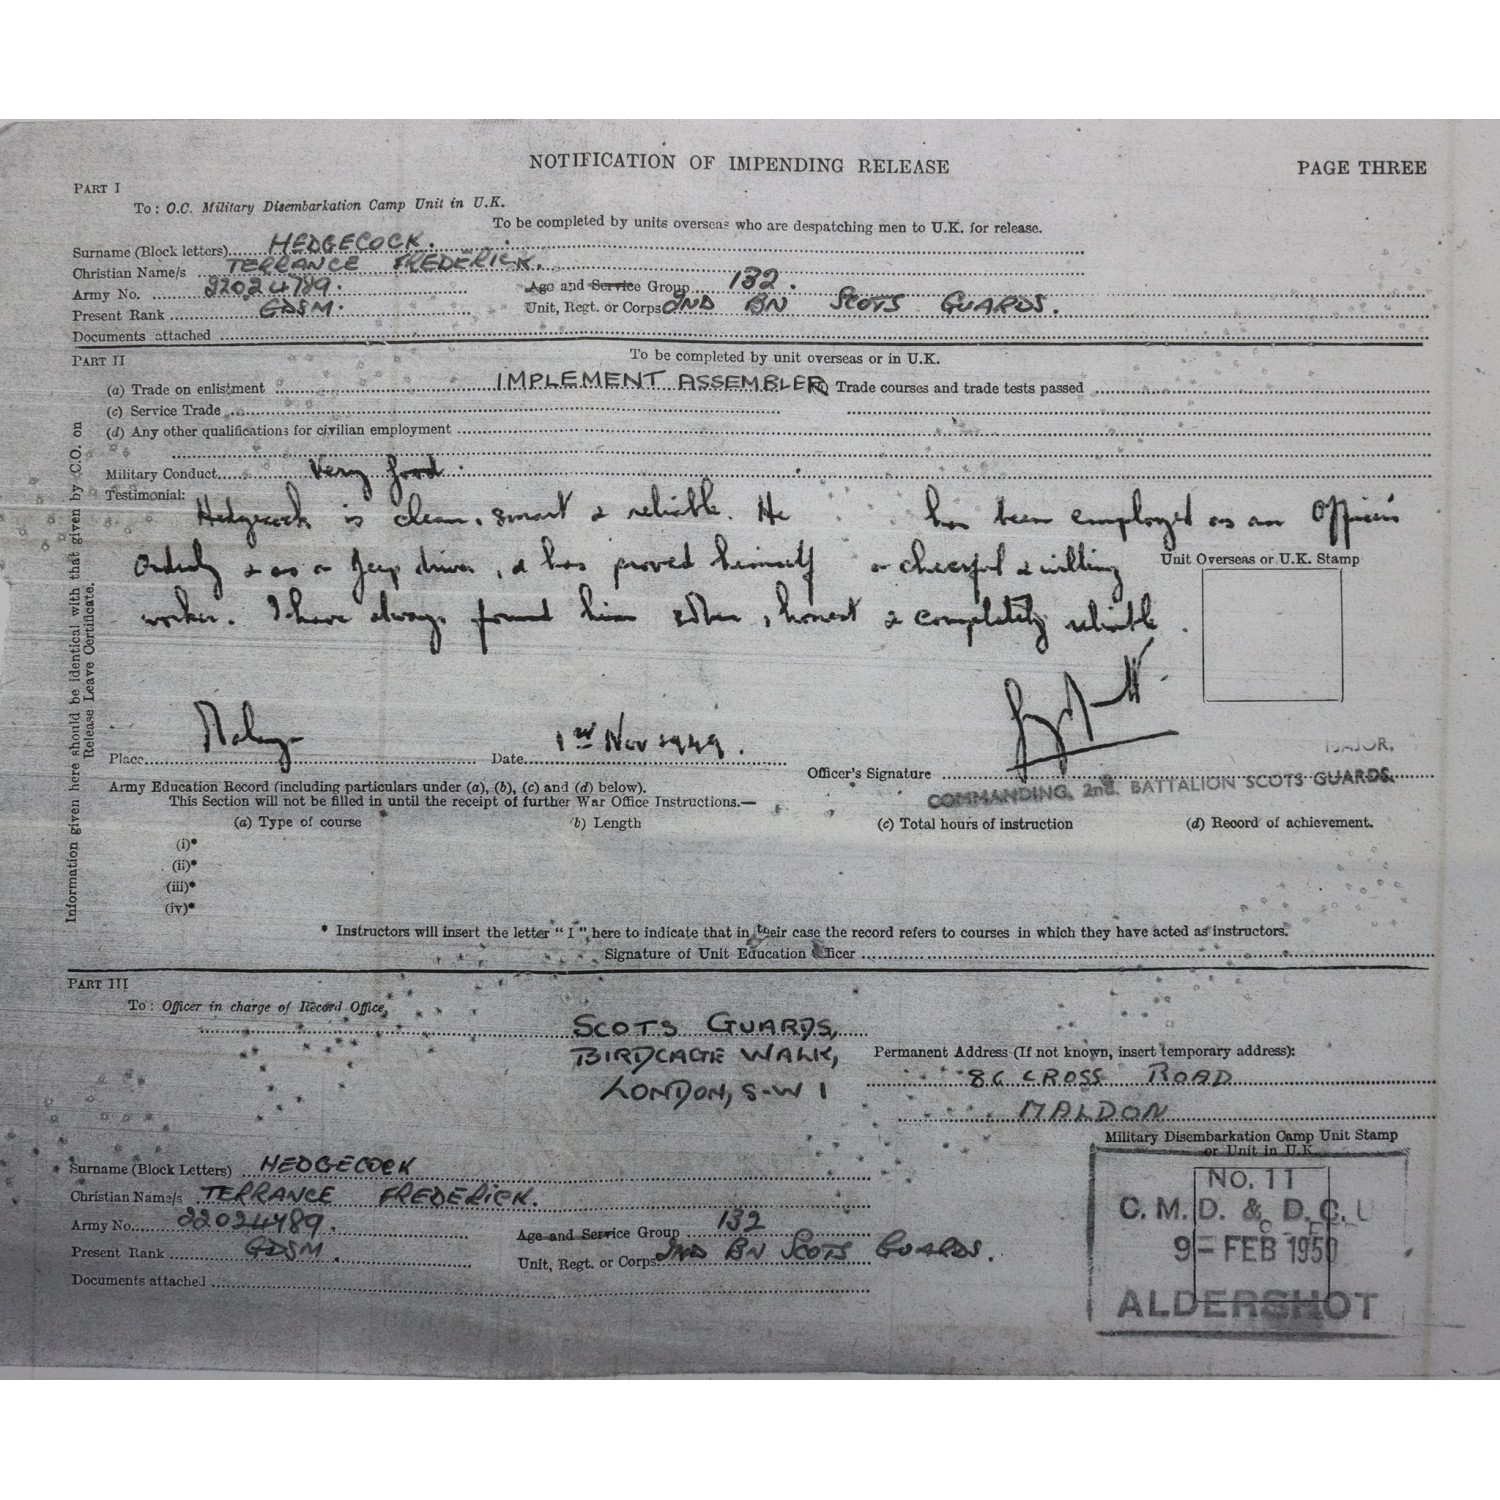 NOTIFICATION OF IMPENDING RELEASE
PAGE THREE
PART I
To: O.C. Military Disembarkation Camp Unit in U.K.
To be completed by units overseas who are despatching men to U.K. for release.
Surname (Block letters) HEDGECOCK.
Christian Name/s TERRANCE FREDERICK.
Army No. 22024789. Age and Service Group 132.
Present Rank GDSM. Unit, Regt. or Corps 2ND BN SCOTS GUARDS.
Documents attached
PART II
To be completed by unit overseas or in U.K.
(a) Trade on enlistment IMPLEMENT ASSEMBLER (b) Trade courses and trade tests passed
(c) Service Trade
(d) Any other qualifications for civilian employment
Military Conduct Very good.
Testimonial:
Hedgecock is clean, smart & reliable. He has been employed as an Officer's
Orderly & as a Jeep driver, & has proved himself a cheerful & willing
Unit Overseas or U.K. Stamp
worker. I have always found him sober, honest & completely reliable.
Place Malaya Date 1st Nov 1949.
Officer's Signature
MAJOR,
COMMANDING, 2nd. BATTALION SCOTS GUARDS.
Information given here should be identical with that given by C.O. on
Release Leave Certificate.
Army Education Record (including particulars under (a), (b), (c) and (d) below).
This Section will not be filled in until the receipt of further War Office Instructions.—
(a) Type of course (b) Length (c) Total hours of instruction (d) Record of achievement.
(i)*
(ii)*
(iii)*
(iv)*
* Instructors will insert the letter "I" here to indicate that in their case the record refers to courses in which they have acted as instructors.
Signature of Unit Education Officer
PART III
To: Officer in charge of Record Office,
SCOTS GUARDS,
BIRDCAGE WALK,
LONDON, S-W 1
Permanent Address (If not known, insert temporary address):
86 CROSS ROAD
MALDON
Military Disembarkation Camp Unit Stamp
or Unit in U.K.
Surname (Block Letters) HEDGECOCK
Christian Name/s TERRANCE FREDERICK.
Army No. 22024789. Age and Service Group 132
Present Rank GDSM. Unit, Regt. or Corps 2ND BN SCOTS GUARDS.
Documents attached
NO. 11
C. M. D. & D. C. U
9 – FEB 1950
ALDERSHOT